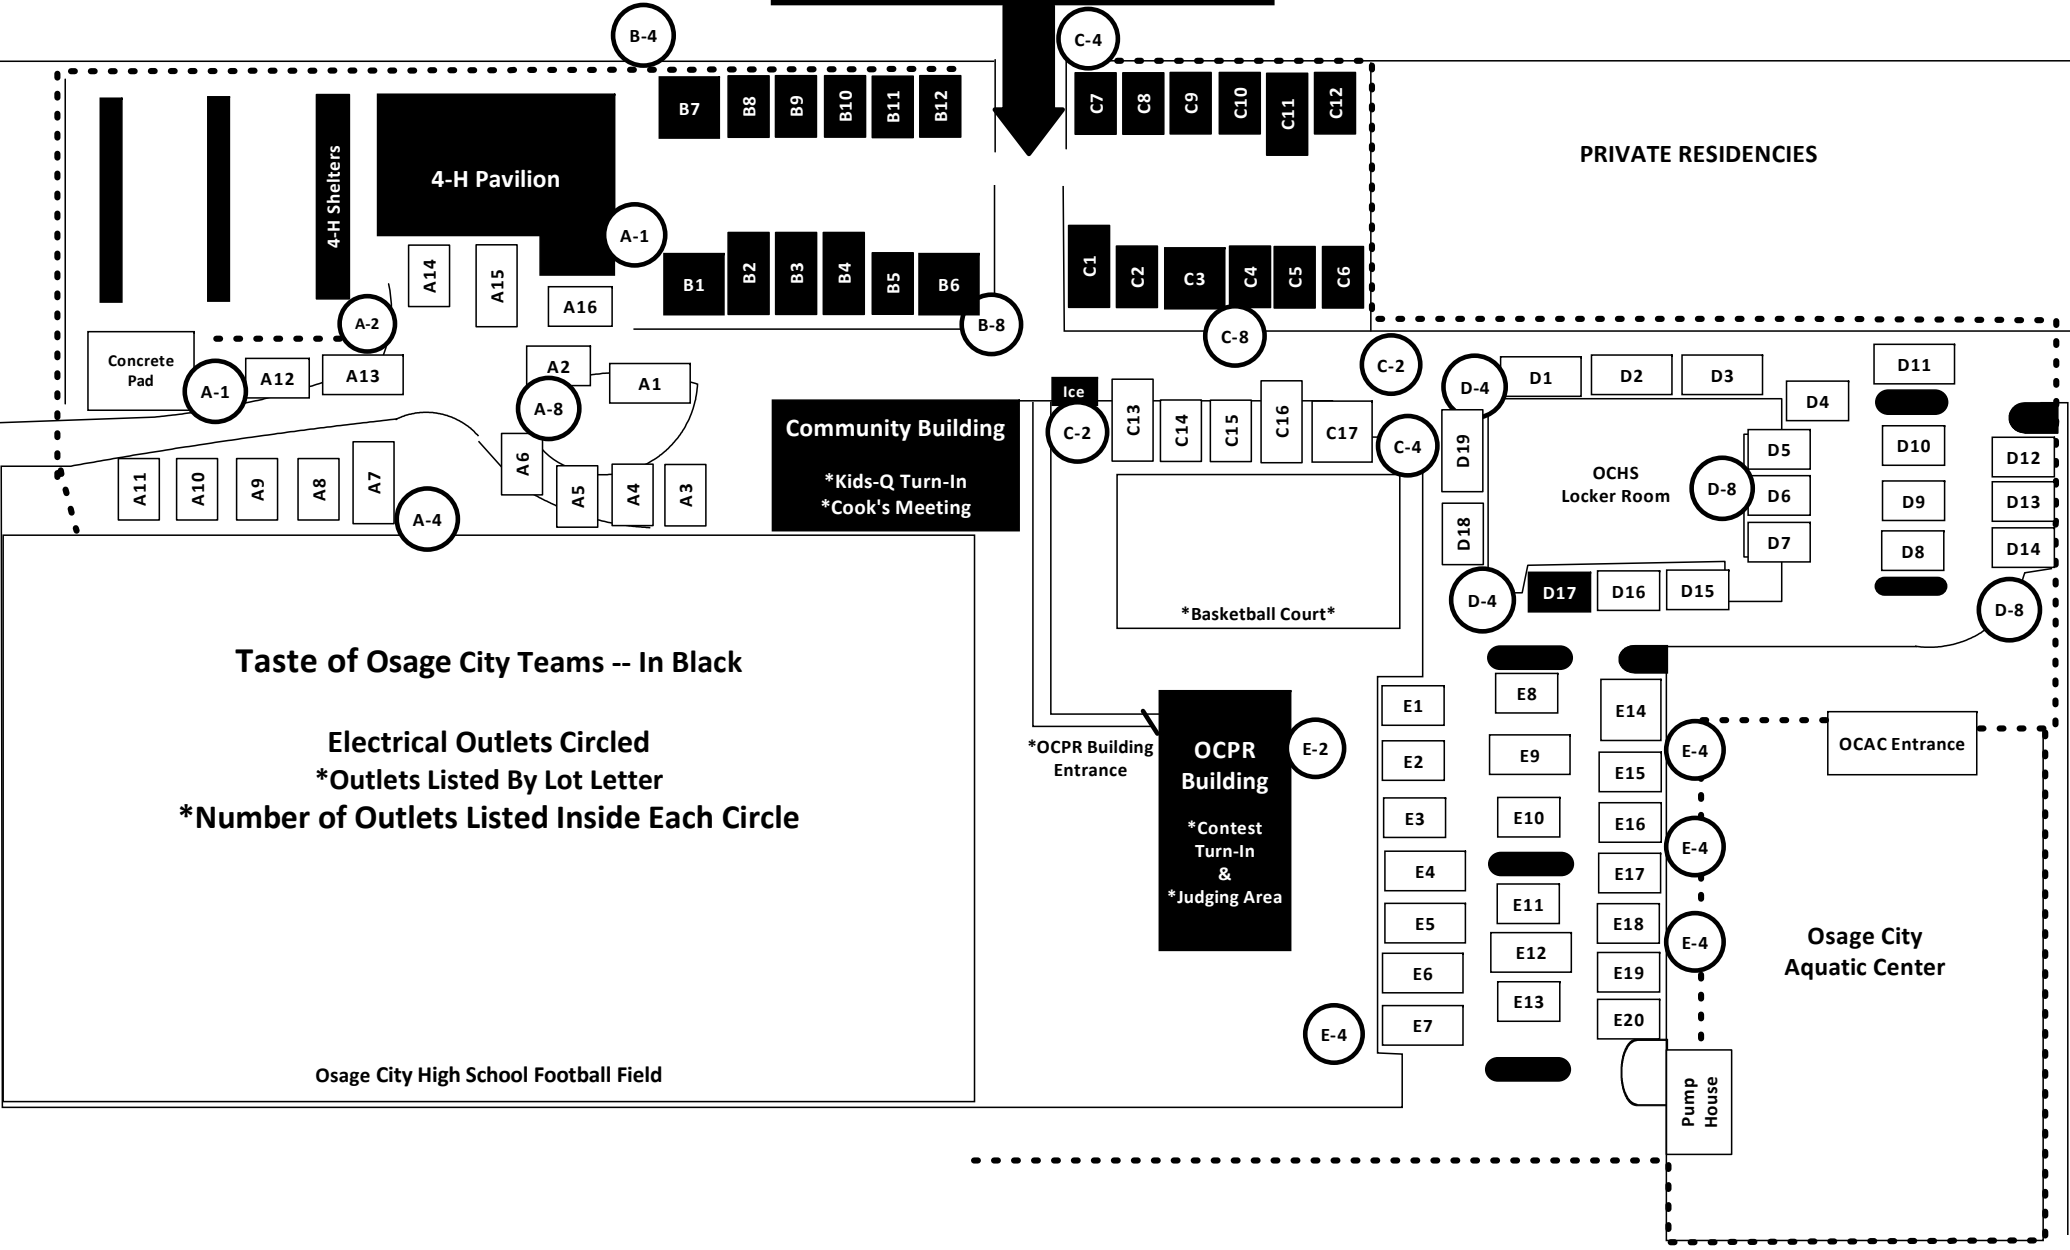 B-4
C-4
B7
B8
B9
B10
B11
B12
C7
C8
C9
C10
C11
C12
PRIVATE RESIDENCIES
4-H Shelters
4-H Pavilion
A-1
A14
A15
A16
B1
B2
B3
B4
B5
B6
B-8
C1
C2
C3
C4
C5
C6
C-8
A-2
Concrete
Pad
A-1
A12
A13
A2
A1
A-8
C-2
D-4
D1
D2
D3
D4
D11
Ice
C-2
C13
C14
C15
C16
C17
C-4
D19
Community Building
*Kids-Q Turn-In
*Cook's Meeting
OCHS
Locker Room
D-8
D5
D6
D7
D10
D9
D8
D12
D13
D14
A11
A10
A9
A8
A7
A-4
A6
A5
A4
A3
D18
D-4
D17
D16
D15
D-8
*Basketball Court*
Taste of Osage City Teams -- In Black
Electrical Outlets Circled
*Outlets Listed By Lot Letter
*Number of Outlets Listed Inside Each Circle
Osage City High School Football Field
*OCPR Building
Entrance
OCPR
Building
*Contest
Turn-In
&
*Judging Area
E-2
E-4
E1
E2
E3
E4
E5
E6
E7
E8
E9
E10
E11
E12
E13
E14
E15
E16
E17
E18
E19
E20
E-4
E-4
E-4
OCAC Entrance
Osage City
Aquatic Center
Pump
House